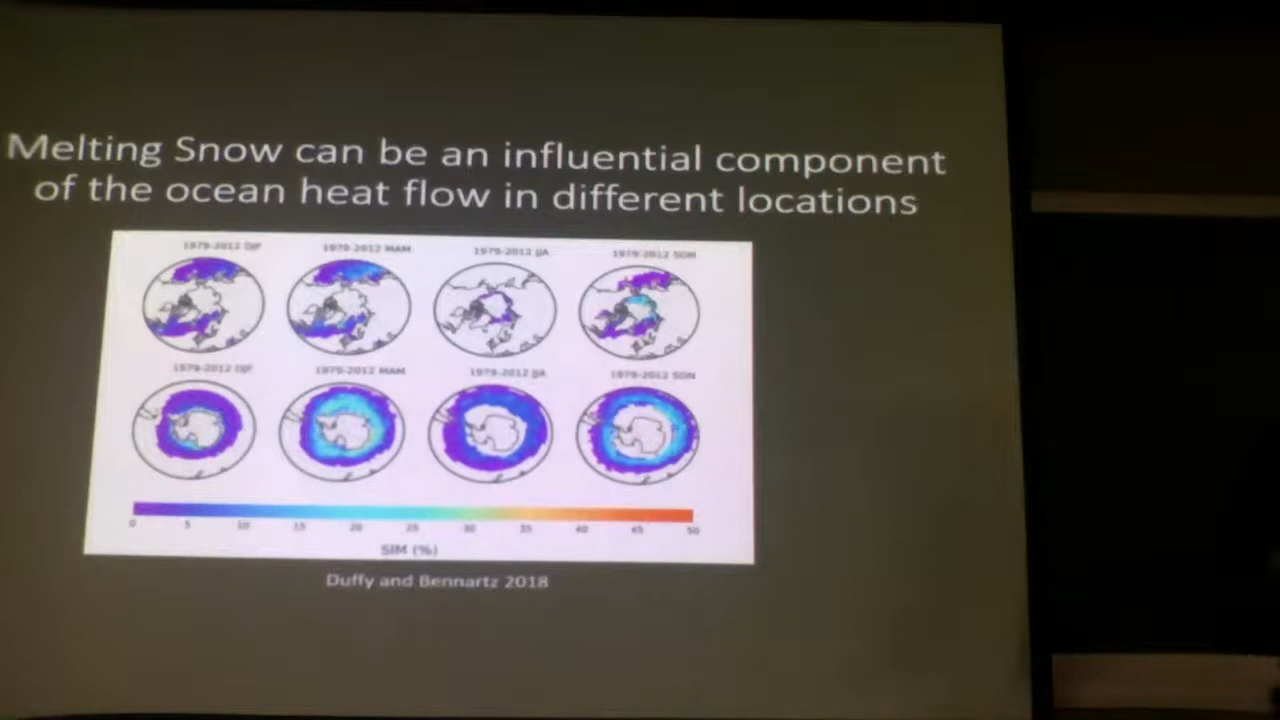 Melting Snow can be an influential component
of the ocean heat flow in different locations
1979-2012 DJF 1979-2012 MAM 1979-2012 JJA 1979-2012 SON
1979-2012 DJF 1979-2012 MAM 1979-2012 JJA 1979-2012 SON
0 5 10 15 20 25 30 35 40 45 50
SIM (%)
Duffy and Bennartz 2018